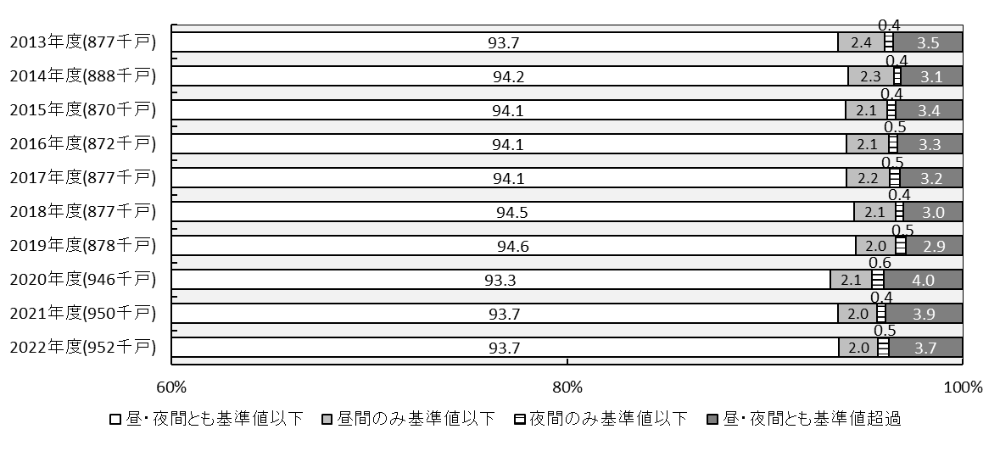 0.4
2013年度(877千戸) 93.7 2.4 3.5
0.4
2014年度(888千戸) 94.2 2.3 3.1
0.4
2015年度(870千戸) 94.1 2.1 3.4
0.5
2016年度(872千戸) 94.1 2.1 3.3
0.5
2017年度(877千戸) 94.1 2.2 3.2
0.4
2018年度(877千戸) 94.5 2.1 3.0
0.5
2019年度(878千戸) 94.6 2.0 2.9
0.6
2020年度(946千戸) 93.3 2.1 4.0
0.4
2021年度(950千戸) 93.7 2.0 3.9
0.5
2022年度(952千戸) 93.7 2.0 3.7
60% 80% 100%
昼・夜間とも基準値以下 昼間のみ基準値以下 夜間のみ基準値以下 昼・夜間とも基準値超過